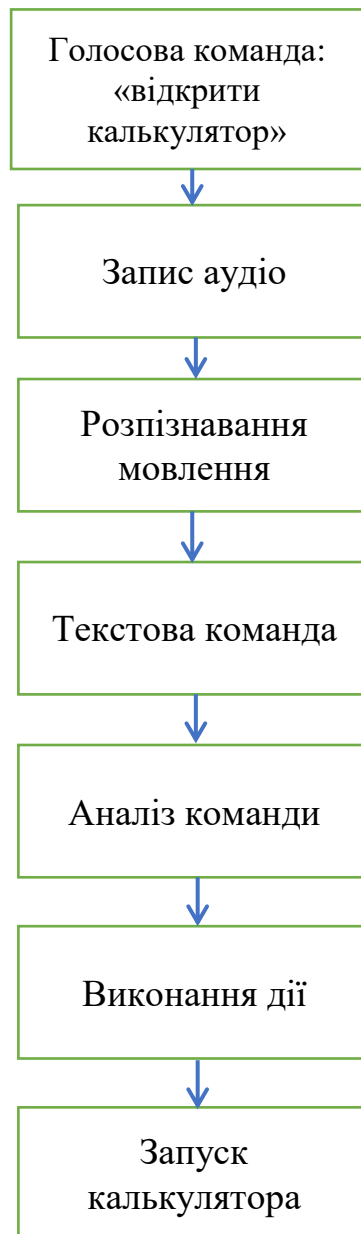 Голосова команда:
«відкрити
калькулятор»
Запис аудіо
Розпізнавання
мовлення
Текстова команда
Аналіз команди
Виконання дії
Запуск
калькулятора